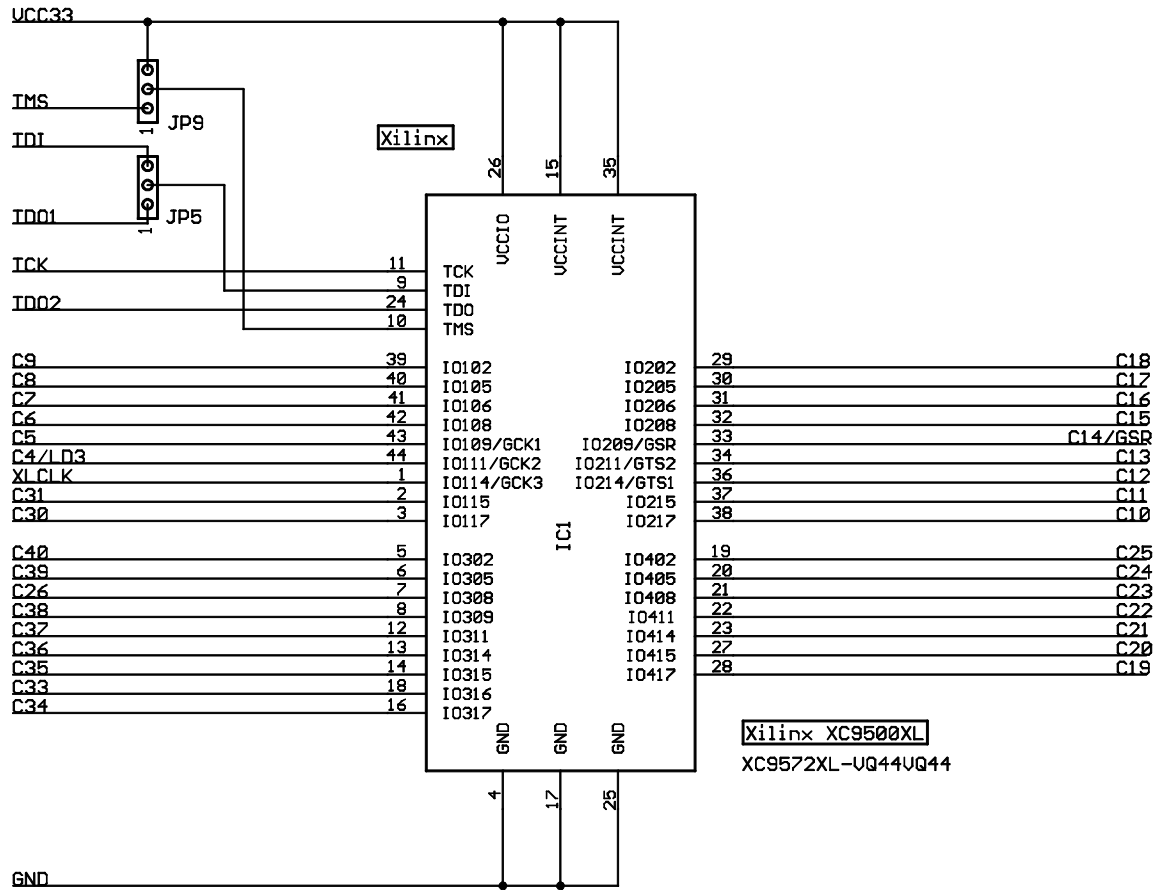 VCC33
TMS
JP9
1
TDI
Xilinx
26
15
35
TDO1
JP5
1
VCCIO
VCCINT
VCCINT
TCK 11 TCK
9 TDI
TDO2 24 TDO
10 TMS
C9 39 IO102 IO202 29 C18
C8 40 IO105 IO205 30 C17
C7 41 IO106 IO206 31 C16
C6 42 IO108 IO208 32 C15
C5 43 IO109/GCK1 IO209/GSR 33 C14/GSR
C4/LD3 44 IO111/GCK2 IO211/GTS2 34 C13
XLCLK 1 IO114/GCK3 IO214/GTS1 36 C12
C31 2 IO115 IO215 37 C11
C30 3 IO117 IO217 38 C10
IC1
C40 5 IO302 IO402 19 C25
C39 6 IO305 IO405 20 C24
C26 7 IO308 IO408 21 C23
C38 8 IO309 IO411 22 C22
C37 12 IO311 IO414 23 C21
C36 13 IO314 IO415 27 C20
C35 14 IO315 IO417 28 C19
C33 18 IO316
C34 16 IO317
GND
GND
GND
Xilinx XC9500XL
XC9572XL-VQ44VQ44
4
17
25
GND